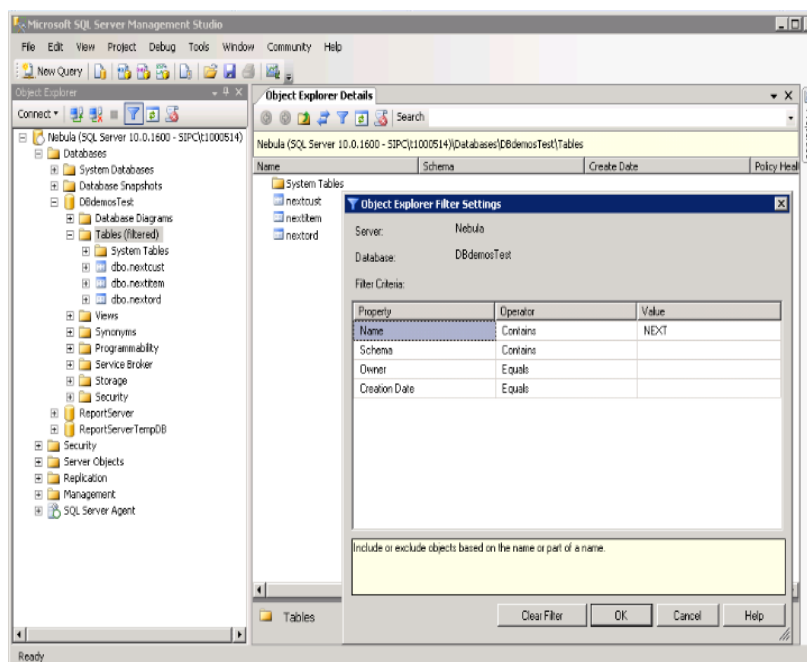 Microsoft SQL Server Management Studio
File Edit View Project Debug Tools Window Community Help
New Query
Object Explorer
Connect
Nebula (SQL Server 10.0.1600 - SIPC\t1000514)
Databases
System Databases
Database Snapshots
DBdemosTest
Database Diagrams
Tables (filtered)
System Tables
dbo.nextcust
dbo.nextitem
dbo.nextord
Views
Synonyms
Programmability
Service Broker
Storage
Security
ReportServer
ReportServerTempDB
Security
Server Objects
Replication
Management
SQL Server Agent
Object Explorer Details
Search
Nebula (SQL Server 10.0.1600 - SIPC\t1000514)\Databases\DBdemosTest\Tables
Name Schema Create Date Policy Heal
System Tables
nextcust
nextitem
nextord
Object Explorer Filter Settings
Server: Nebula
Database: DBdemosTest
Filter Criteria:
Property Operator Value
Name Contains NEXT
Schema Contains
Owner Equals
Creation Date Equals
Include or exclude objects based on the name or part of a name.
Clear Filter OK Cancel Help
Tables
Ready